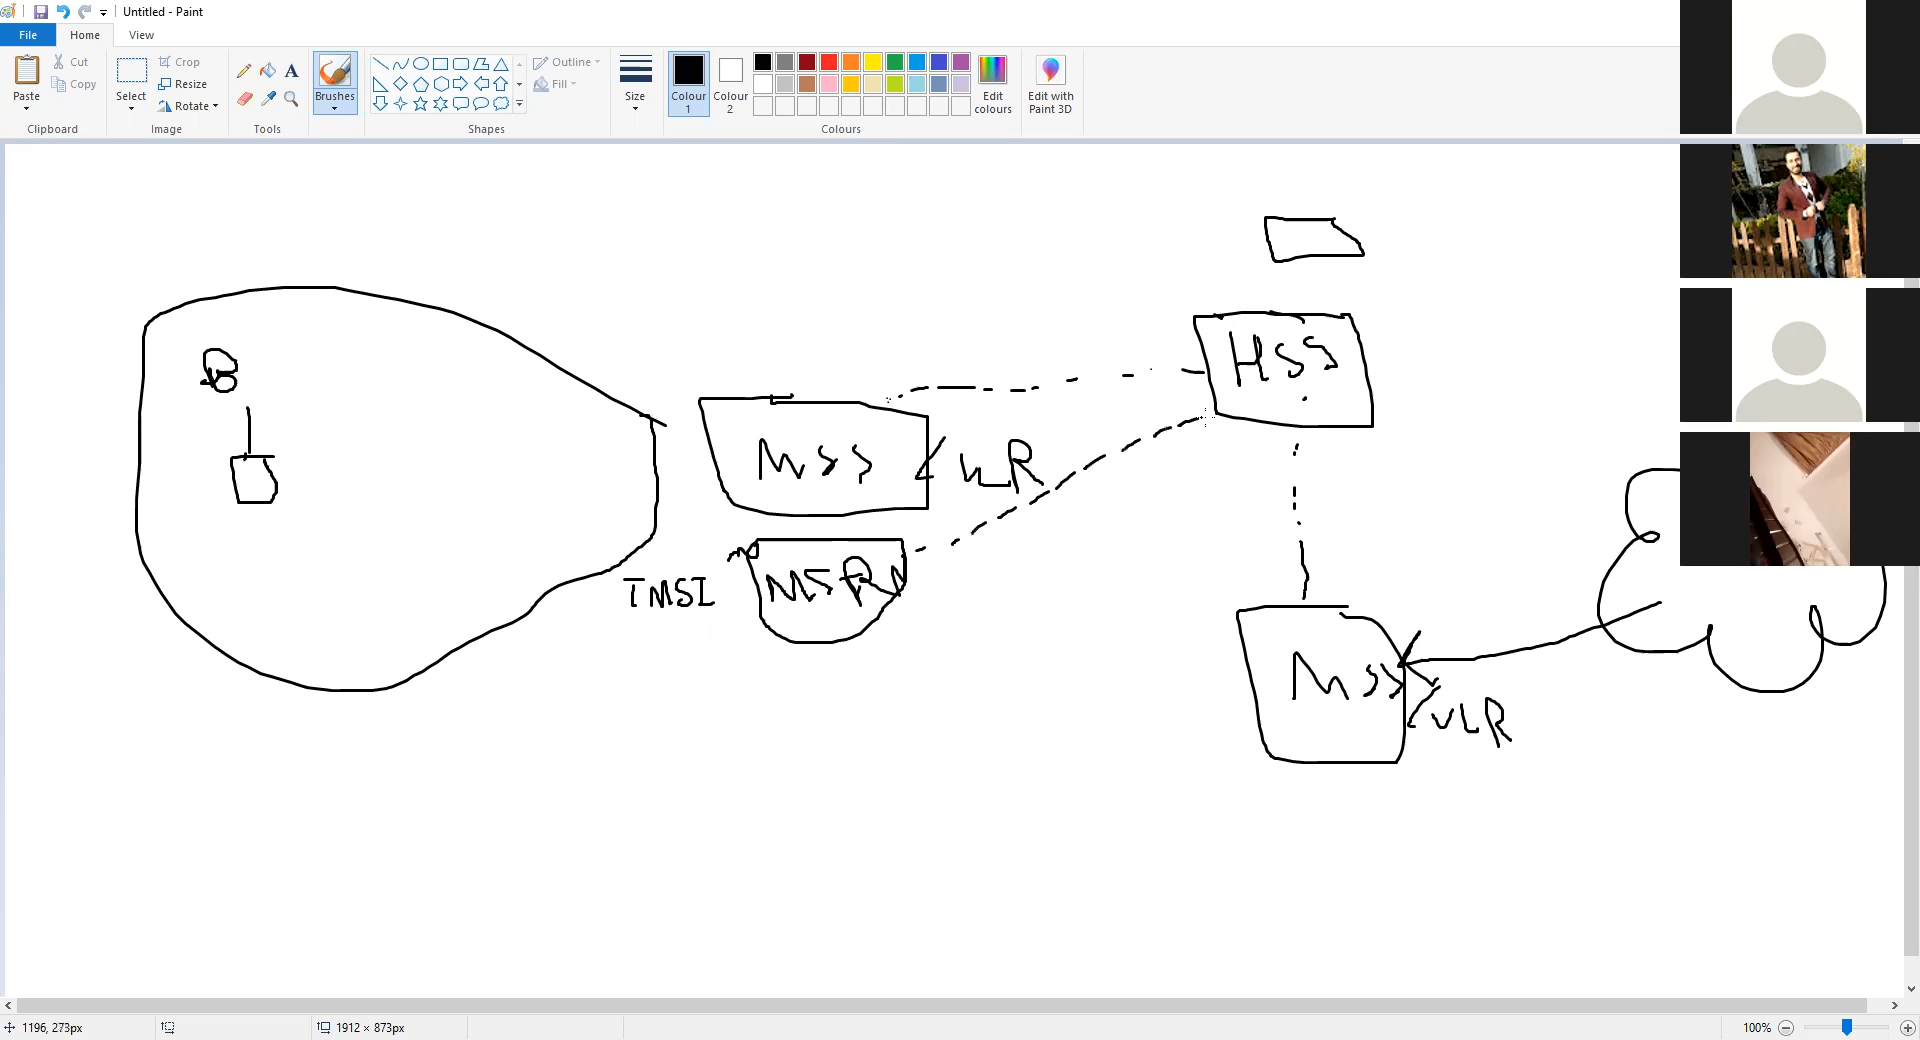 Untitled - Paint
File Home View
Paste
Cut
Copy
Clipboard
Select
Crop
Resize
Rotate
Image
A
Tools
Brushes
Outline
Fill
Shapes
Size
Colour 1
Colour 2
Edit colours
Colours
Edit with Paint 3D
B
HSS
MSS / VLR
TMSI
MSRN
MSS / VLR
1196, 273px
1912 × 873px
100%